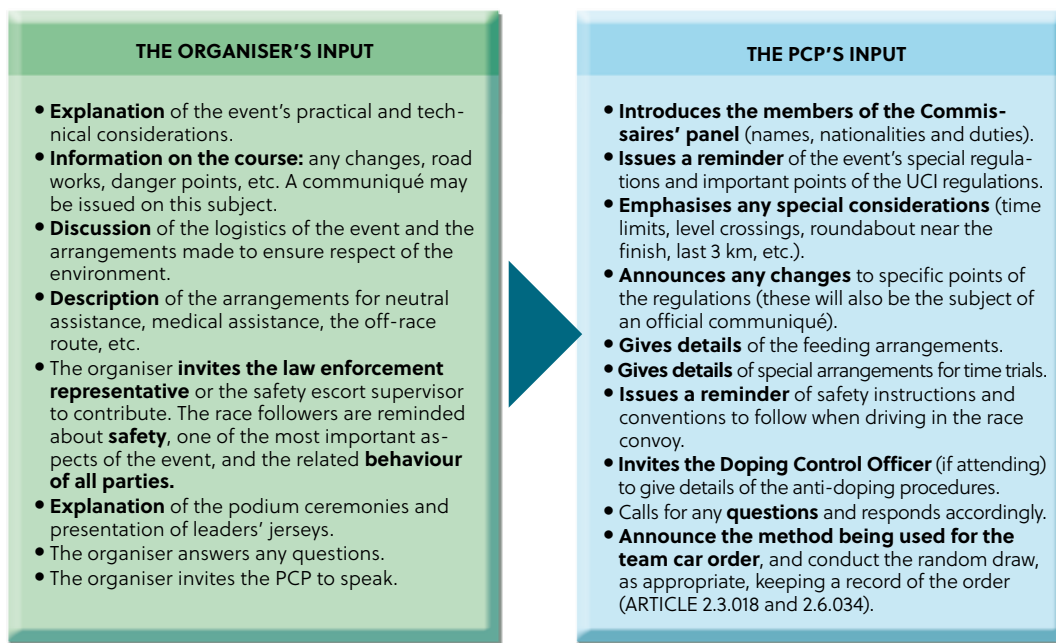 THE ORGANISER'S INPUT
• Explanation of the event's practical and tech-
nical considerations.
• Information on the course: any changes, road
works, danger points, etc. A communiqué may
be issued on this subject.
• Discussion of the logistics of the event and the
arrangements made to ensure respect of the
environment.
• Description of the arrangements for neutral
assistance, medical assistance, the off-race
route, etc.
• The organiser invites the law enforcement
representative or the safety escort supervisor
to contribute. The race followers are reminded
about safety, one of the most important as-
pects of the event, and the related behaviour
of all parties.
• Explanation of the podium ceremonies and
presentation of leaders' jerseys.
• The organiser answers any questions.
• The organiser invites the PCP to speak.
THE PCP'S INPUT
• Introduces the members of the Commis-
saires' panel (names, nationalities and duties).
• Issues a reminder of the event's special regula-
tions and important points of the UCI regulations.
• Emphasises any special considerations (time
limits, level crossings, roundabout near the
finish, last 3 km, etc.).
• Announces any changes to specific points of
the regulations (these will also be the subject of
an official communiqué).
• Gives details of the feeding arrangements.
• Gives details of special arrangements for time trials.
• Issues a reminder of safety instructions and
conventions to follow when driving in the race
convoy.
• Invites the Doping Control Officer (if attending)
to give details of the anti-doping procedures.
• Calls for any questions and responds accordingly.
• Announce the method being used for the
team car order, and conduct the random draw,
as appropriate, keeping a record of the order
(ARTICLE 2.3.018 and 2.6.034).